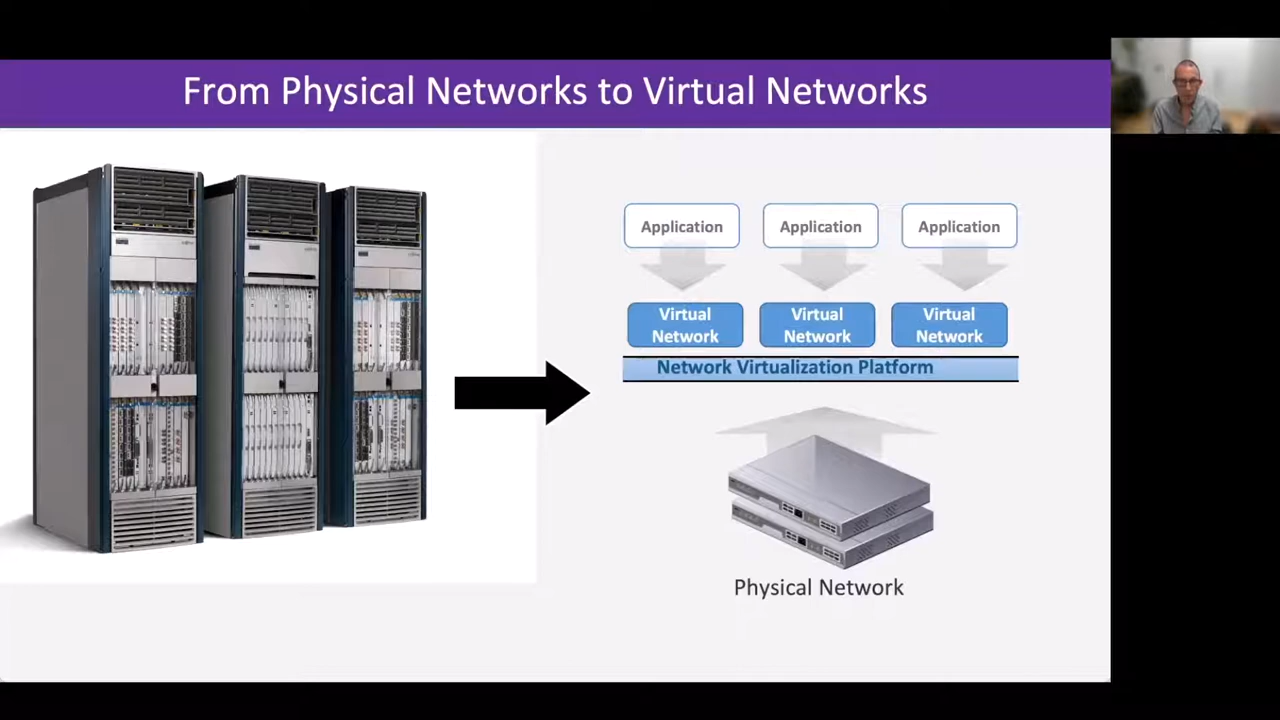 From Physical Networks to Virtual Networks
Application
Application
Application
Virtual
Network
Virtual
Network
Virtual
Network
Network Virtualization Platform
Physical Network